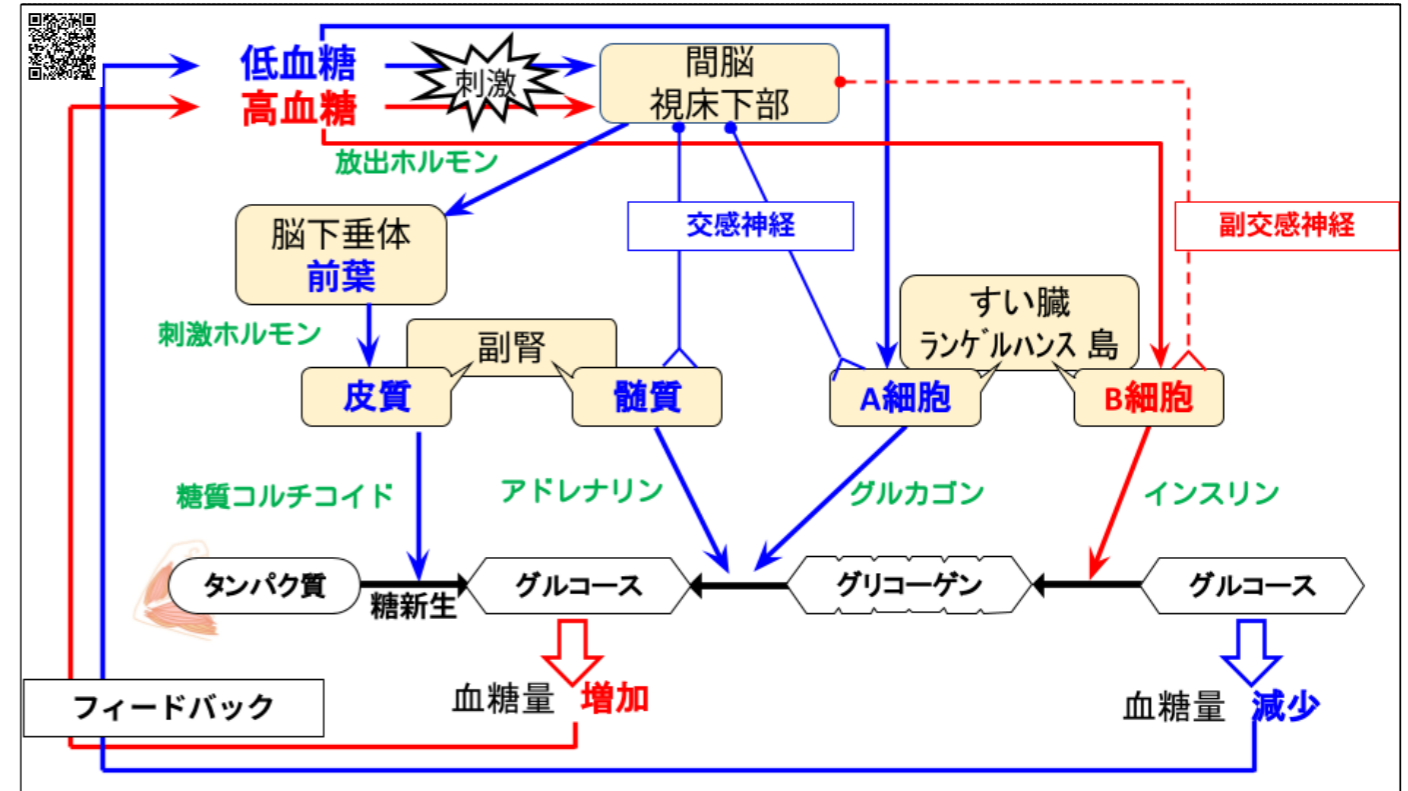 低血糖
高血糖
刺激
間脳
視床下部
放出ホルモン
脳下垂体
前葉
交感神経
副交感神経
刺激ホルモン
副腎
すい臓
ﾗﾝｹﾞﾙﾊﾝｽ 島
皮質
髄質
A細胞
B細胞
糖質コルチコイド
アドレナリン
グルカゴン
インスリン
タンパク質
糖新生
グルコース
グリコーゲン
グルコース
血糖量 増加
血糖量 減少
フィードバック